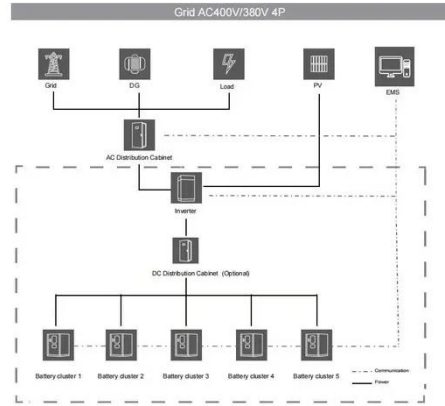 Grid AC400V/380V 4P
Grid
DG
Load
PV
EMS
AC Distribution Cabinet
Inverter
DC Distribution Cabinet (Optional)
Battery cluster 1
Battery cluster 2
Battery cluster 3
Battery cluster 4
Battery cluster 5
Communication
Power